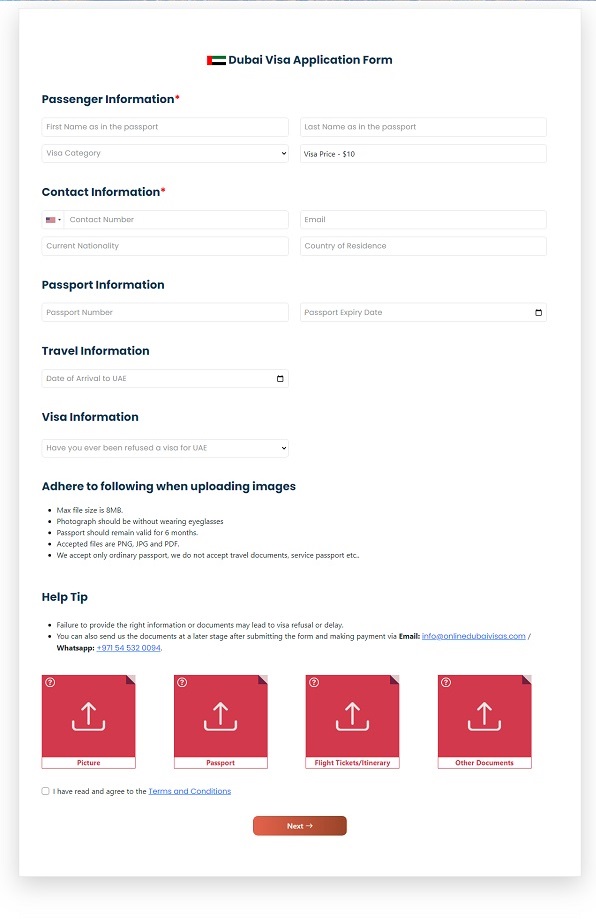 Dubai Visa Application Form
Passenger Information*
First Name as in the passport
Last Name as in the passport
Visa Category
Visa Price - $10
Contact Information*
Contact Number
Email
Current Nationality
Country of Residence
Passport Information
Passport Number
Passport Expiry Date
Travel Information
Date of Arrival to UAE
Visa Information
Have you ever been refused a visa for UAE
Adhere to following when uploading images
Max file size is 8MB.
Photograph should be without wearing eyeglasses
Passport should remain valid for 6 months.
Accepted files are PNG, JPG and PDF.
We accept only ordinary passport, we do not accept travel documents, service passport etc..
Help Tip
Failure to provide the right information or documents may lead to visa refusal or delay.
You can also send us the documents at a later stage after submitting the form and making payment via Email: info@onlinedubaivisas.com /
Whatsapp: +971 54 532 0094.
?
?
?
?
Picture
Passport
Flight Tickets/Itinerary
Other Documents
I have read and agree to the Terms and Conditions
Next →